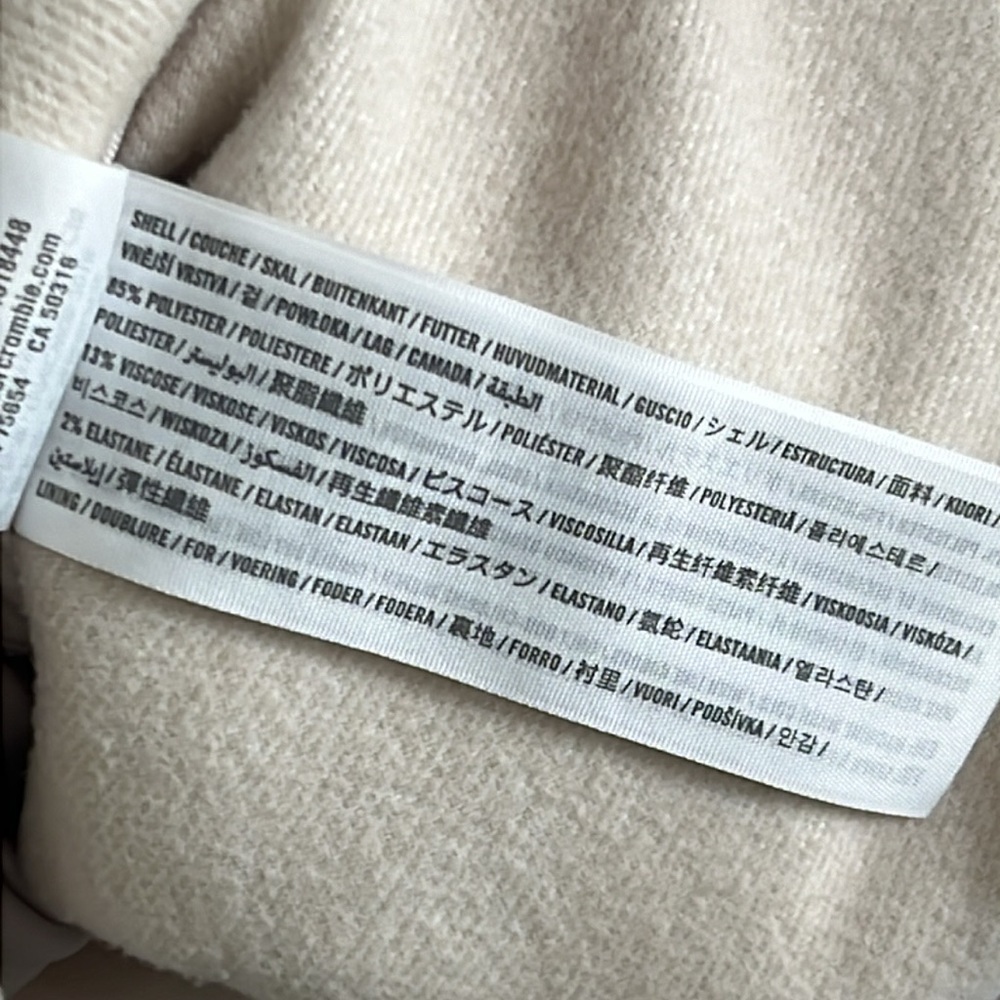 18448
crombie.com
CA 50318
SHELL / COUCHE / SKAL / BUITENKANT / FUTTER / HUVUDMATERIAL / GUSCIO / シェル / ESTRUCTURA / 面料 / KUORI /
VNĚJŠÍ VRSTVA / 겉 / POWŁOKA / LAG / CAMADA / الطبقة
85% POLYESTER / POLIESTERE / ポリエステル / POLIÉSTER / 聚酯纤维 / POLYESTERIÄ / 폴리에스테르 /
POLIESTER / البوليستر / 聚脂纖維
13% VISCOSE / VISKOSE / VISKOS / VISCOSA / ビスコース / VISCOSILLA / 再生纤维素纤维 / VISKOOSIA / VISKÓZA /
비스코스 / WISKOZA / الفسكوز / 再生纖維素纖維
2% ELASTANE / ÉLASTANE / ELASTAN / ELASTAAN / エラスタン / ELASTANO / 氨纶 / ELASTAANIA / 엘라스탄 /
إيلاستين / 彈性纖維
LINING / DOUBLURE / FOR / VOERING / FODER / FODERA / 裏地 / FORRO / 衬里 / VUORI / PODŠÍVKA / 안감 /